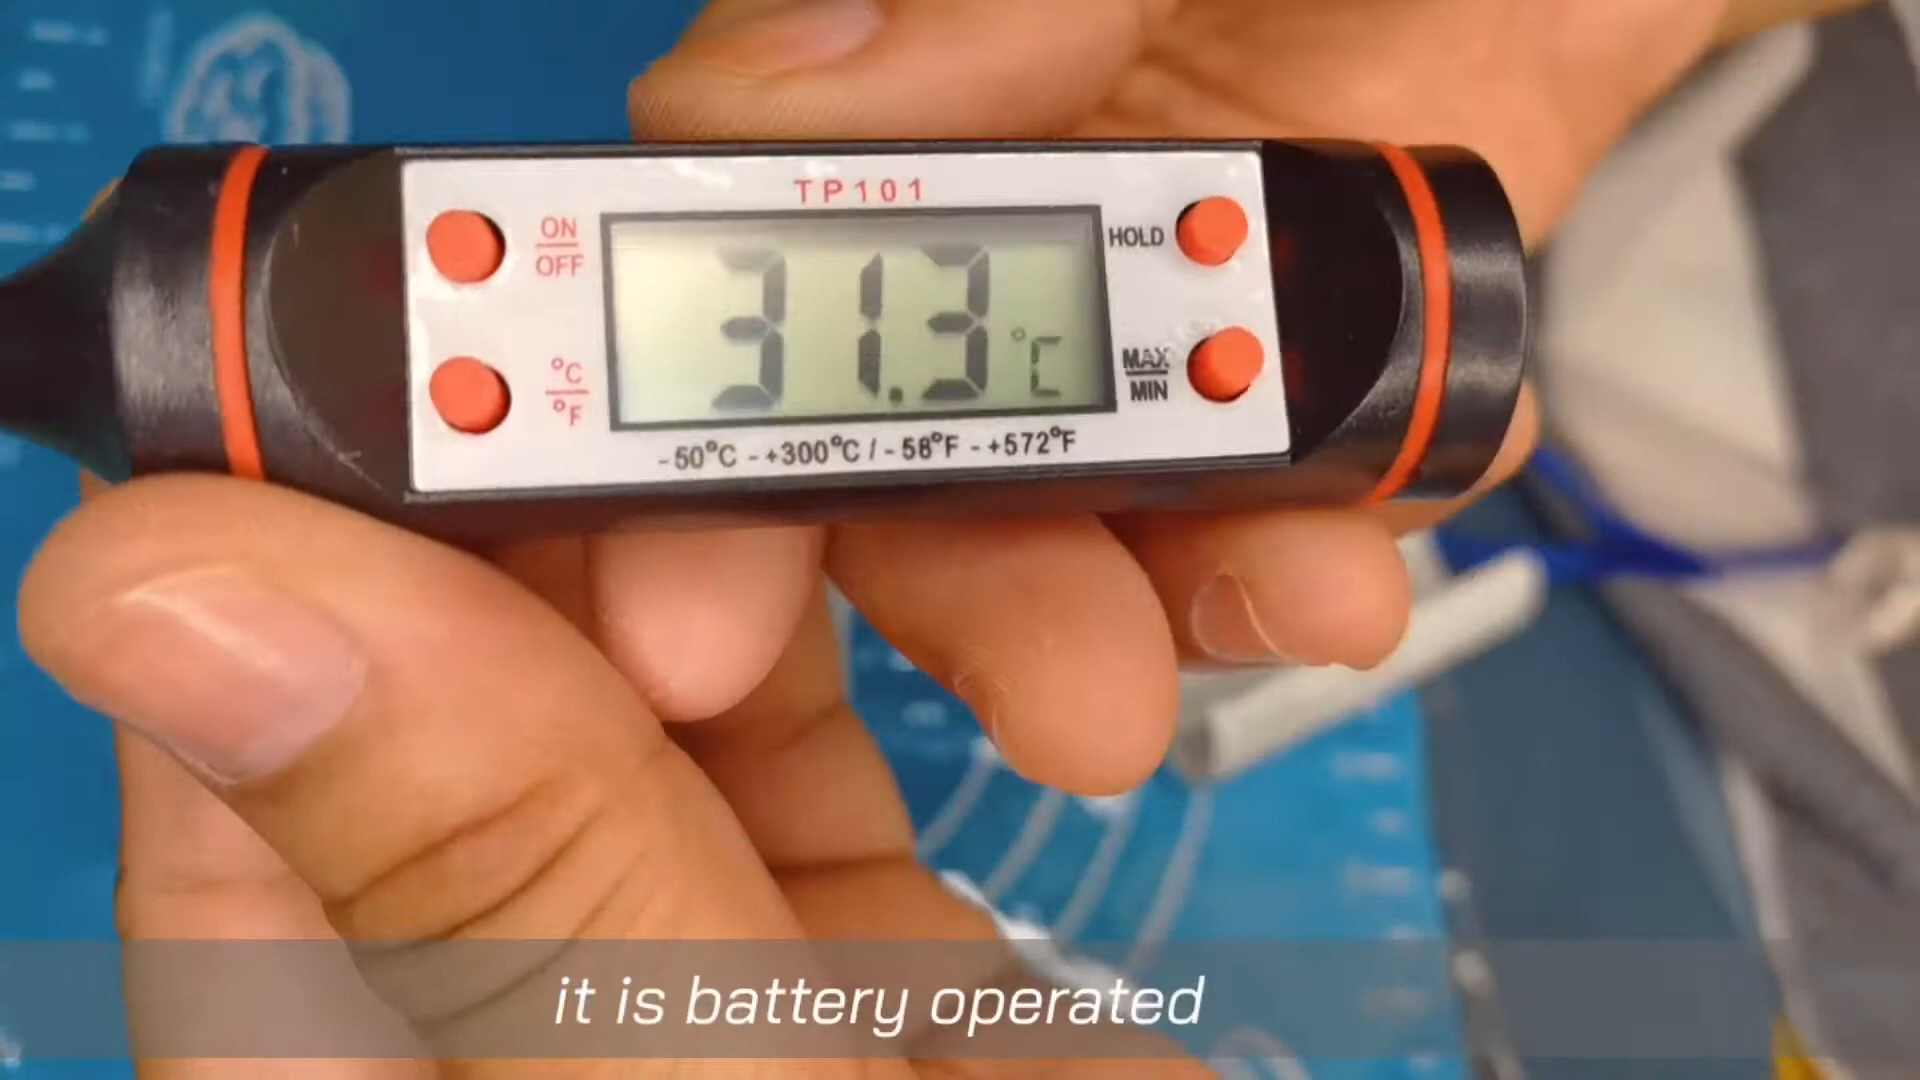 TP101
ON
OFF
HOLD
31.3 °C
°C
°F
MAX
MIN
-50°C - +300°C / - 58°F - +572°F
it is battery operated